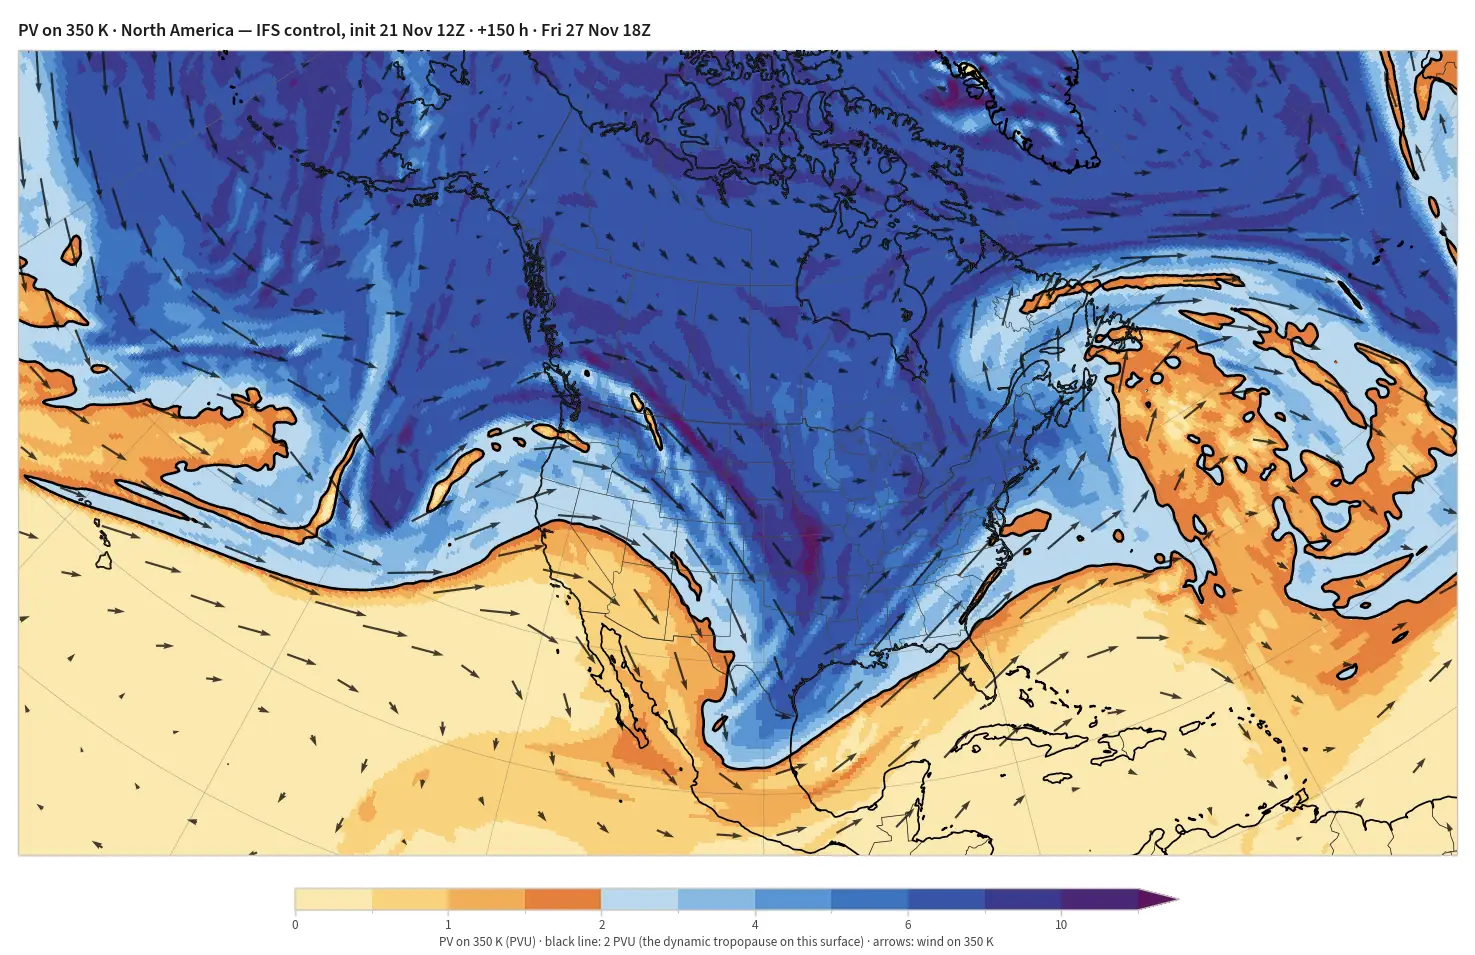 PV on 350 K · North America — IFS control, init 21 Nov 12Z · +150 h · Fri 27 Nov 18Z
0 1 2 4 6 10
PV on 350 K (PVU) · black line: 2 PVU (the dynamic tropopause on this surface) · arrows: wind on 350 K